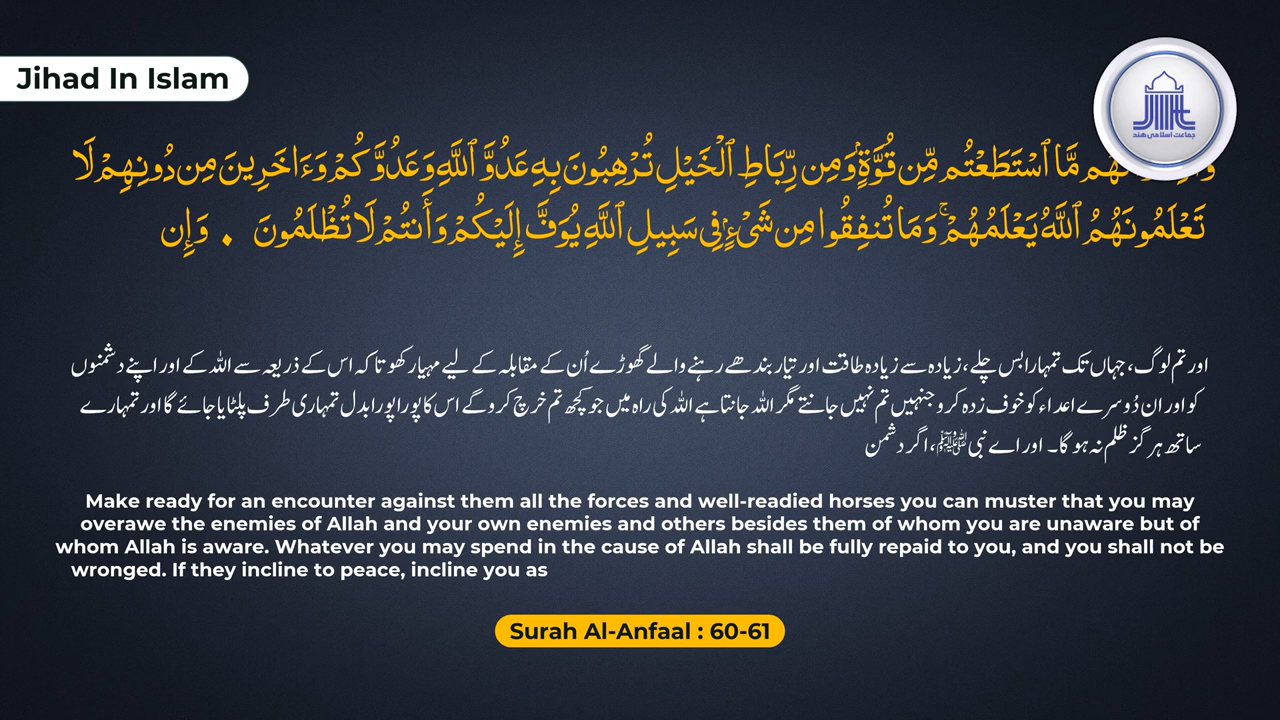 Jihad In Islam
جماعت اسلامی ہند
مَّا ٱسْتَطَعْتُم مِّن قُوَّةٍۢ وَمِن رِّبَاطِ ٱلْخَيْلِ تُرْهِبُونَ بِهِۦ عَدُوَّ ٱللَّهِ وَعَدُوَّكُمْ وَءَاخَرِينَ مِن دُونِهِمْ لَا
تَعْلَمُونَهُمُ ٱللَّهُ يَعْلَمُهُمْ ۚ وَمَا تُنفِقُوا مِن شَىْءٍۢ فِى سَبِيلِ ٱللَّهِ يُوَفَّ إِلَيْكُمْ وَأَنتُمْ لَا تُظْلَمُونَ . وَإِن
اور تم لوگ، جہاں تک تمہارا بس چلے، زیادہ سے زیادہ طاقت اور تیار بندھے رہنے والے گھوڑے اُن کے مقابلہ کے لیے مہیا رکھو تاکہ اس کے ذریعہ سے اللہ کے اور اپنے دشمنوں
کو اور ان دُوسرے اعداء کو خوف زدہ کرو جنہیں تم نہیں جانتے مگر اللہ جانتا ہے اللہ کی راہ میں جو کچھ تم خرچ کرو گے اس کا پورا پورا بدل تمہاری طرف پلٹایا جائے گا اور تمہارے
ساتھ ہرگز ظلم نہ ہو گا۔ اور اے نبی ﷺ، اگر دشمن
Make ready for an encounter against them all the forces and well-readied horses you can muster that you may
overawe the enemies of Allah and your own enemies and others besides them of whom you are unaware but of
whom Allah is aware. Whatever you may spend in the cause of Allah shall be fully repaid to you, and you shall not be
wronged. If they incline to peace, incline you as
Surah Al-Anfaal : 60-61